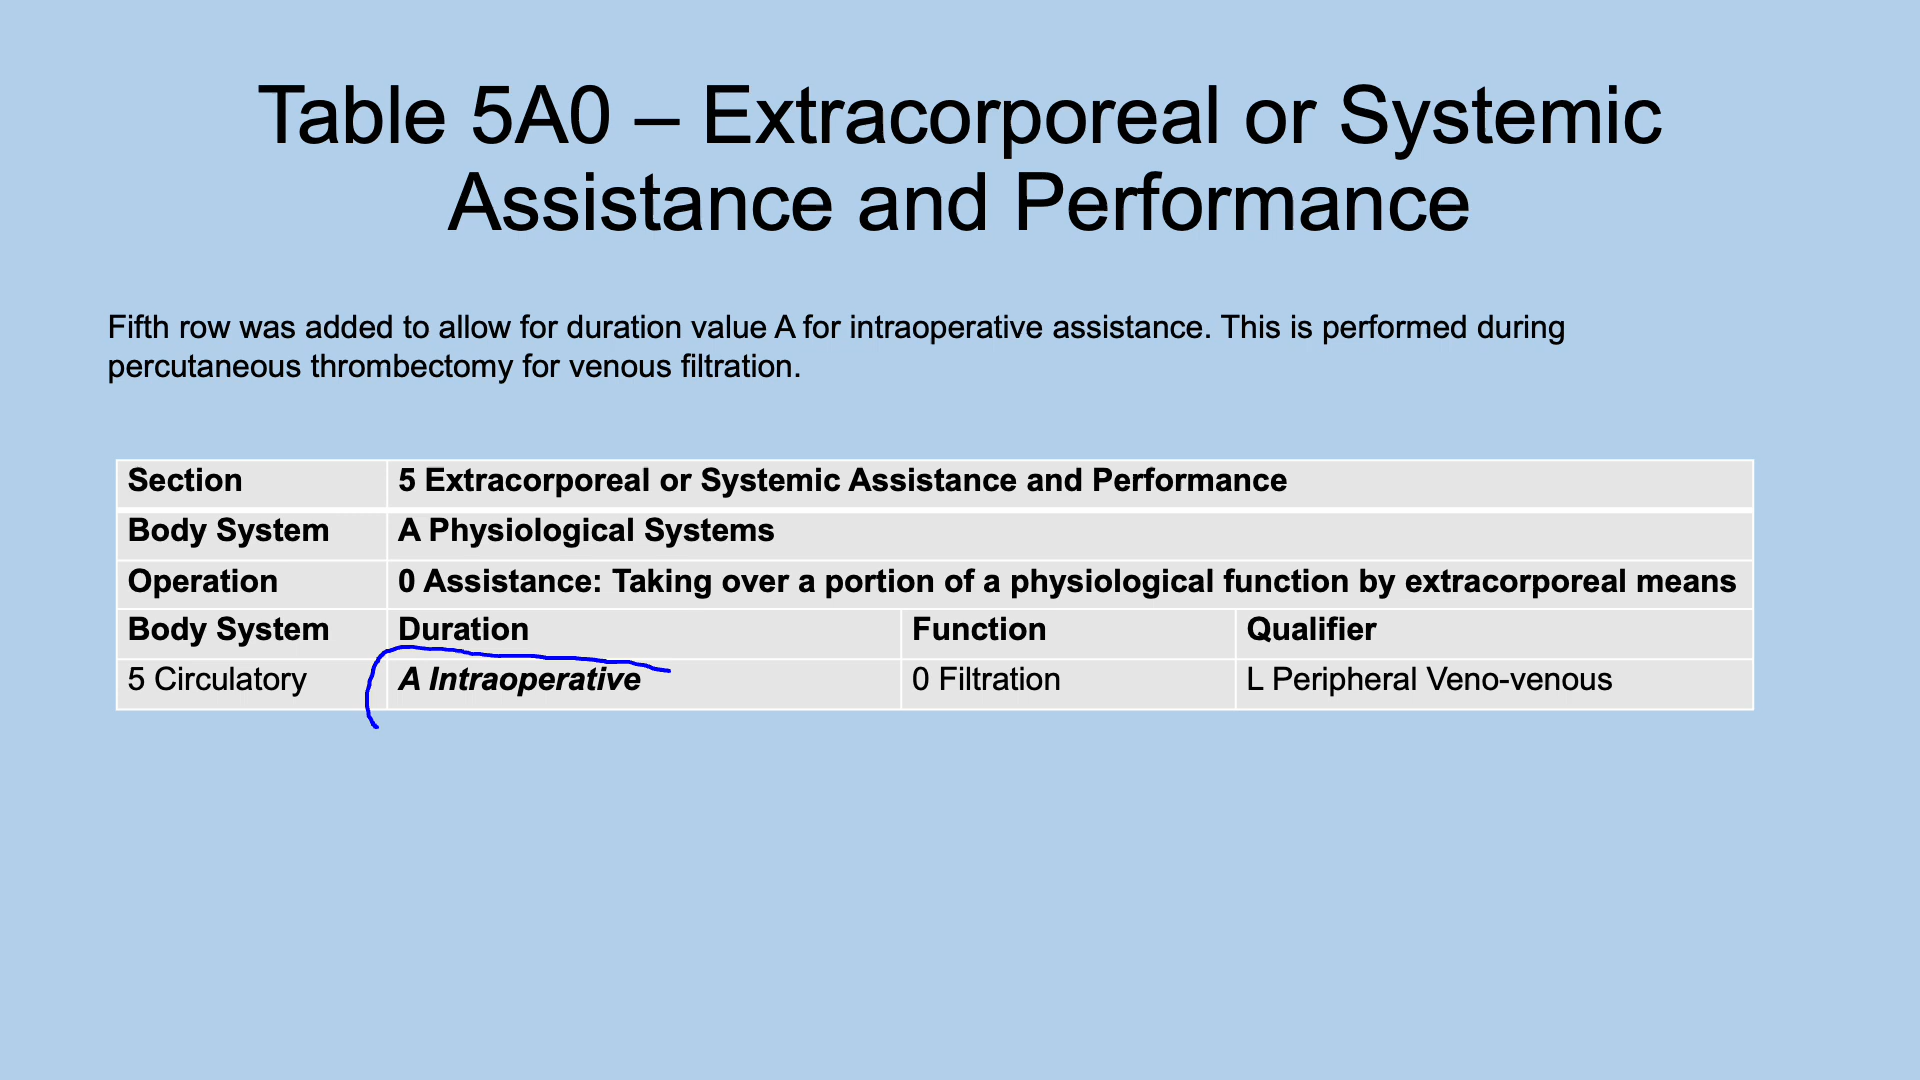 Table 5A0 – Extracorporeal or Systemic
Assistance and Performance
Fifth row was added to allow for duration value A for intraoperative assistance. This is performed during
percutaneous thrombectomy for venous filtration.
Section 5 Extracorporeal or Systemic Assistance and Performance
Body System A Physiological Systems
Operation 0 Assistance: Taking over a portion of a physiological function by extracorporeal means
Body System Duration Function Qualifier
5 Circulatory A Intraoperative 0 Filtration L Peripheral Veno-venous